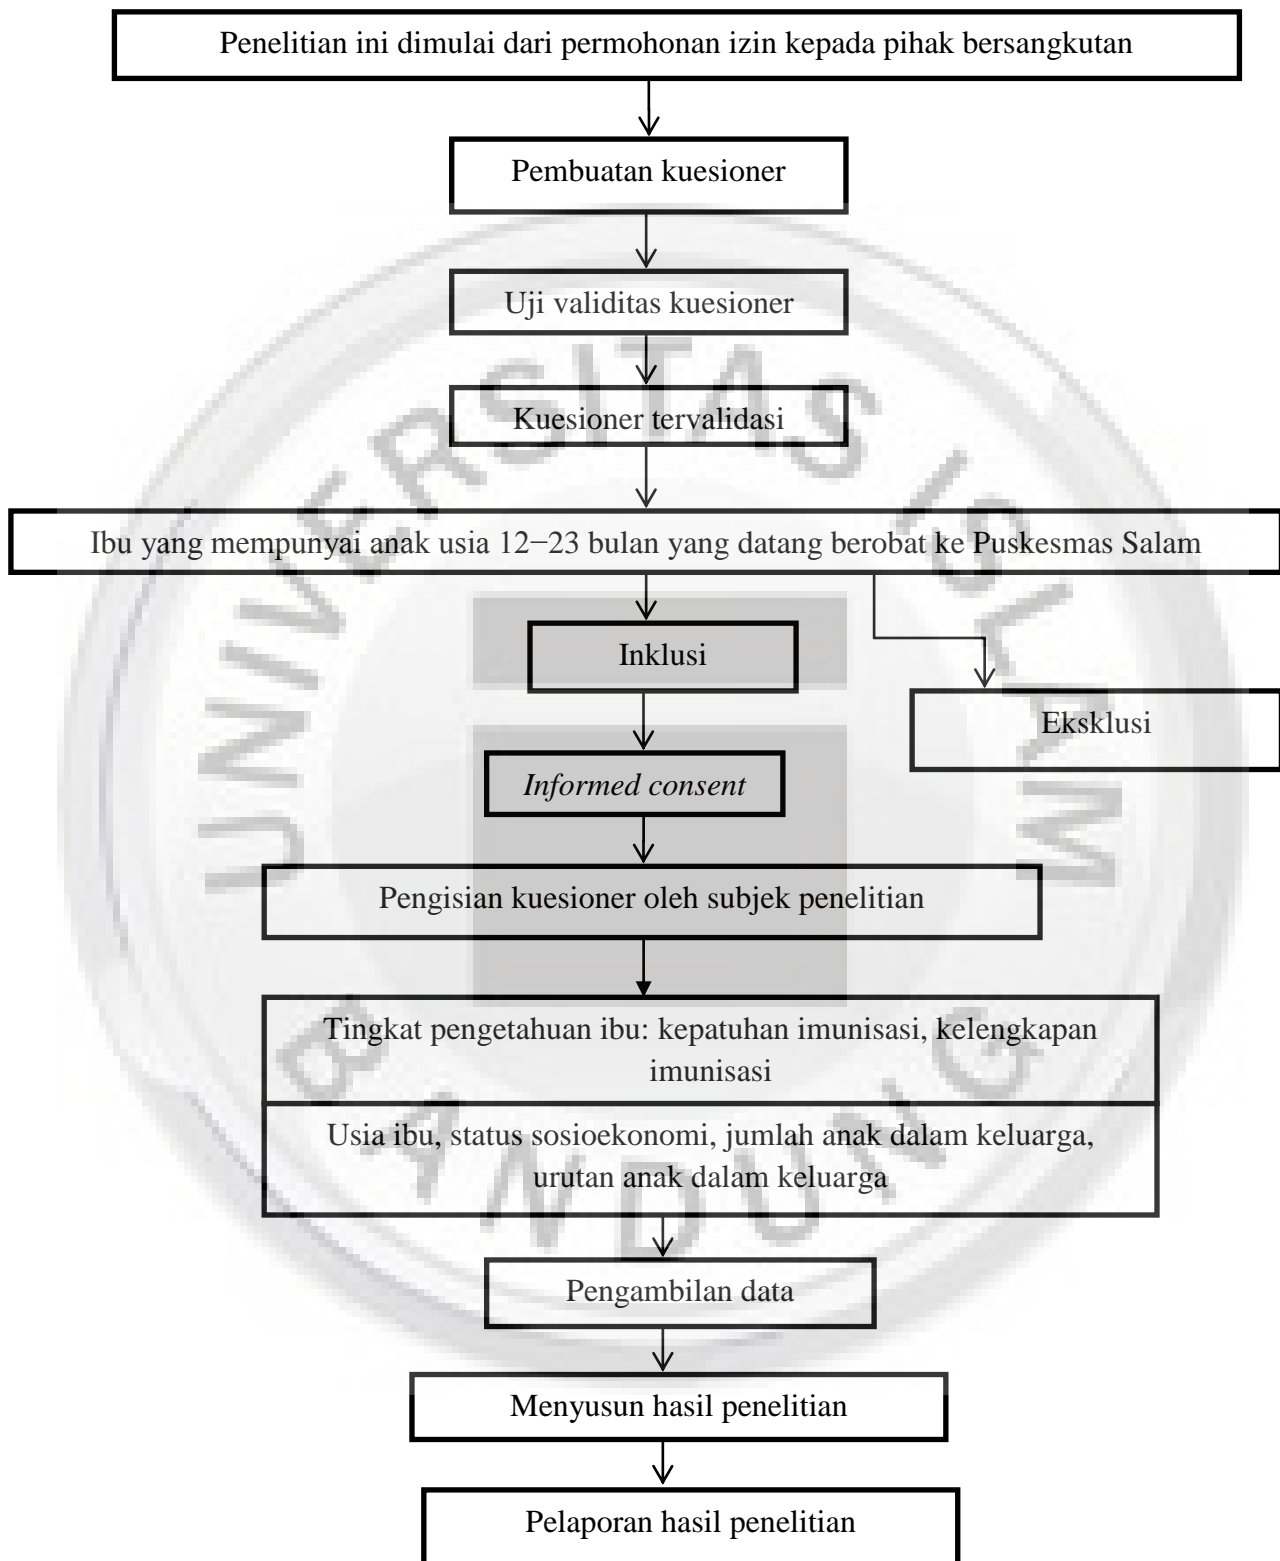 Penelitian ini dimulai dari permohonan izin kepada pihak bersangkutan
Pembuatan kuesioner
Uji validitas kuesioner
Kuesioner tervalidasi
Ibu yang mempunyai anak usia 12−23 bulan yang datang berobat ke Puskesmas Salam
Inklusi
Eksklusi
Informed consent
Pengisian kuesioner oleh subjek penelitian
Tingkat pengetahuan ibu: kepatuhan imunisasi, kelengkapan
imunisasi
Usia ibu, status sosioekonomi, jumlah anak dalam keluarga,
urutan anak dalam keluarga
Pengambilan data
Menyusun hasil penelitian
Pelaporan hasil penelitian
UNIVERSITAS ISLAM
BANDUNG